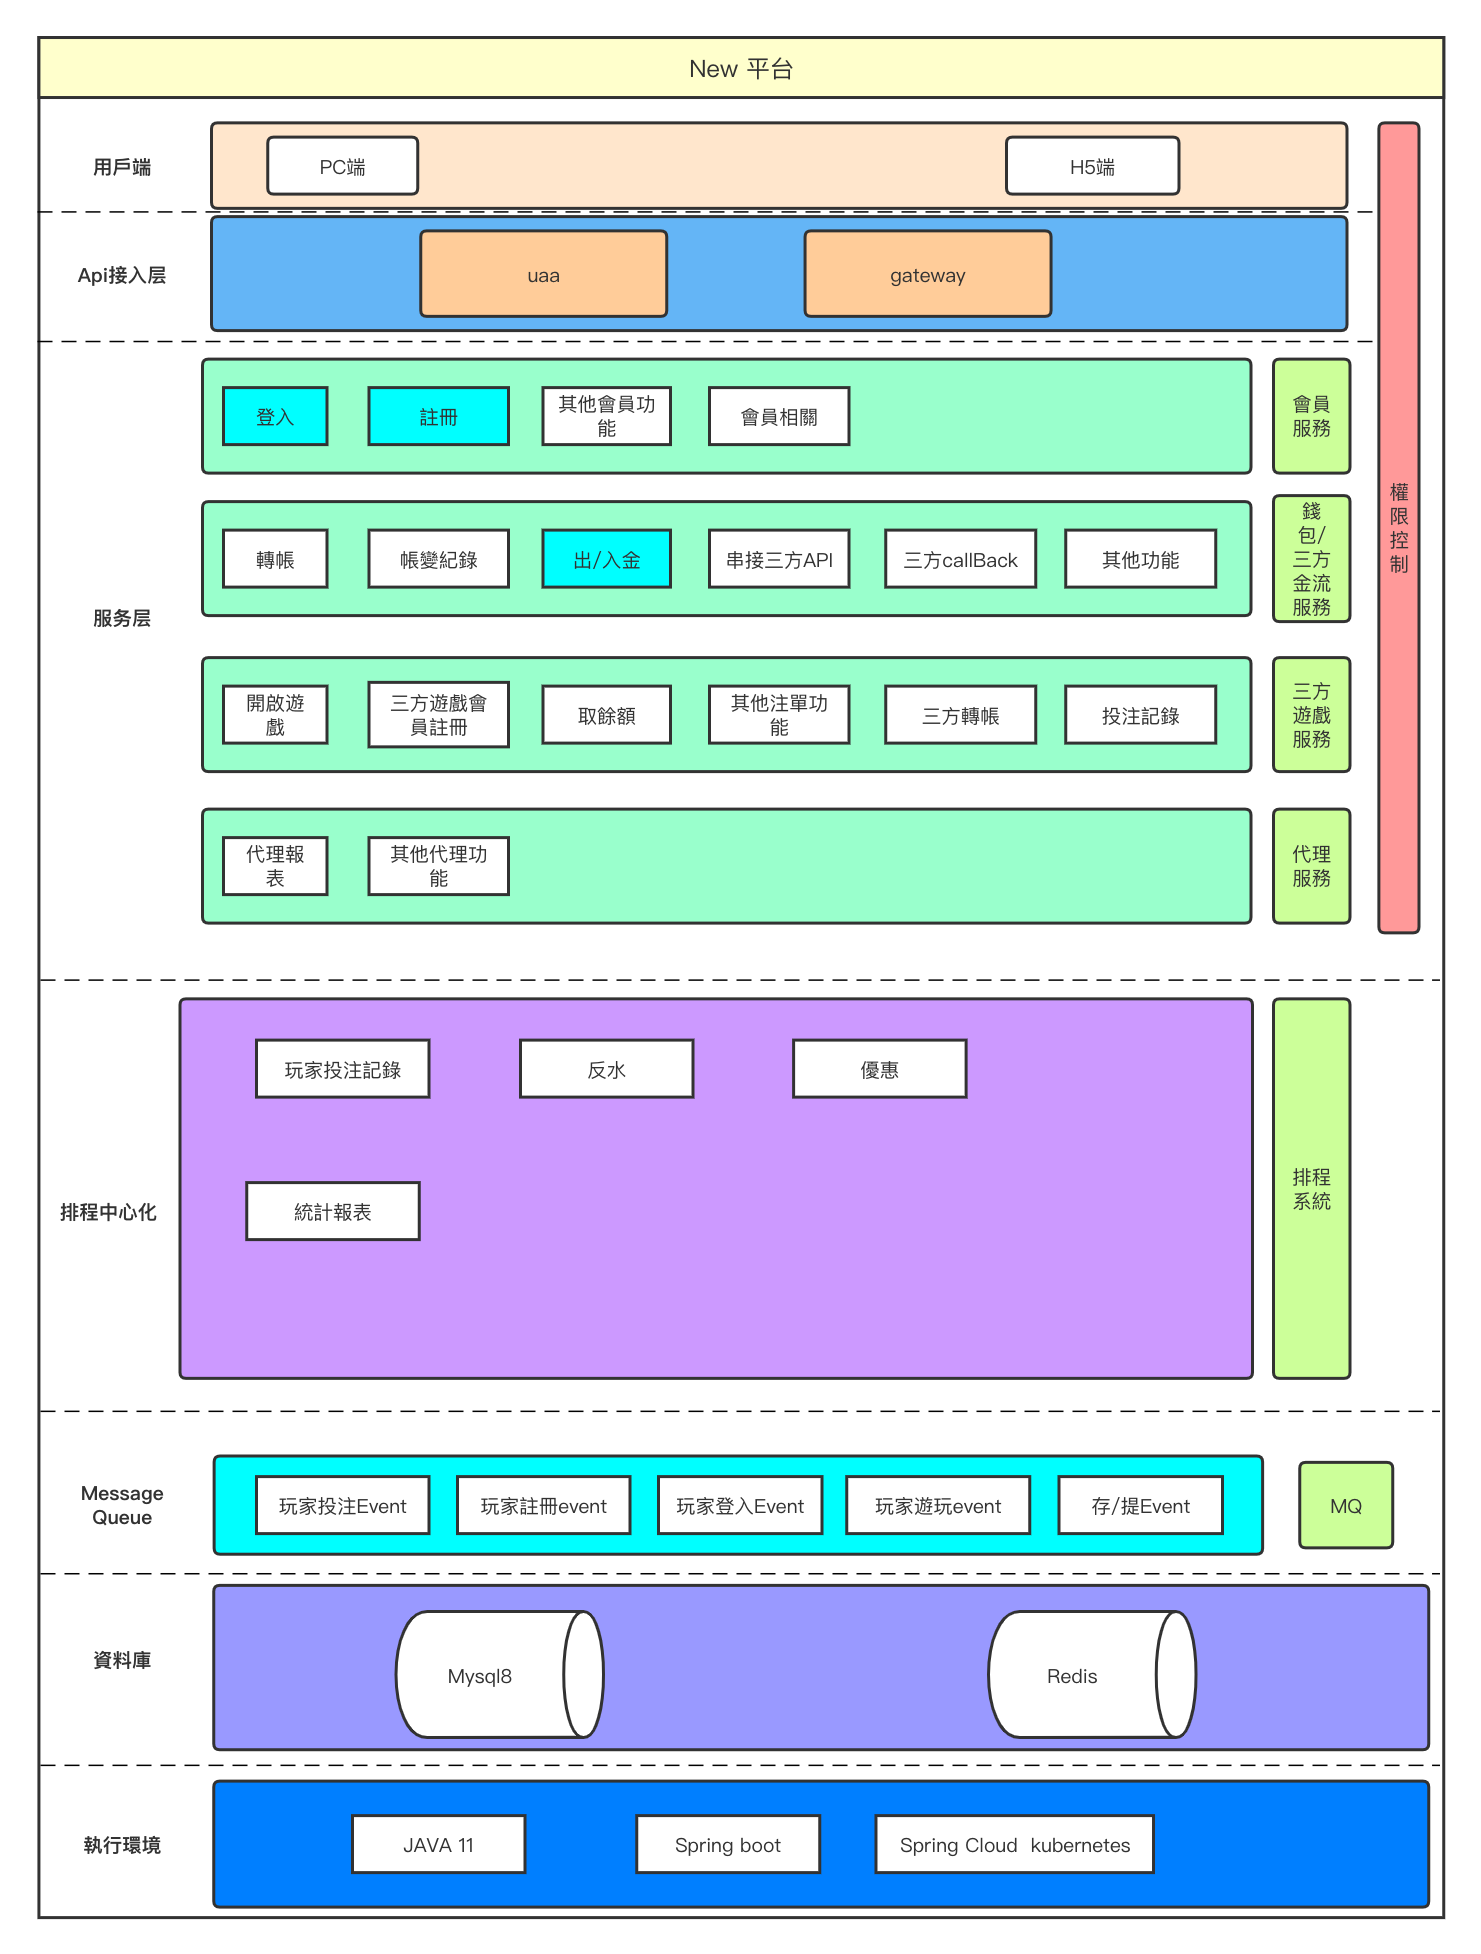 New 平台
用戶端
PC端
H5端
Api接入层
uaa
gateway
服务层
登入
註冊
其他會員功
能
會員相關
會員
服務
轉帳
帳變紀錄
出/入金
串接三方API
三方callBack
其他功能
錢
包/
三方
金流
服務
開啟遊
戲
三方遊戲會
員註冊
取餘額
其他注單功
能
三方轉帳
投注記錄
三方
遊戲
服務
代理報
表
其他代理功
能
代理
服務
權
限
控
制
排程中心化
玩家投注記錄
反水
優惠
統計報表
排程
系統
Message
Queue
玩家投注Event
玩家註冊event
玩家登入Event
玩家遊玩event
存/提Event
MQ
資料庫
Mysql8
Redis
執行環境
JAVA 11
Spring boot
Spring Cloud  kubernetes